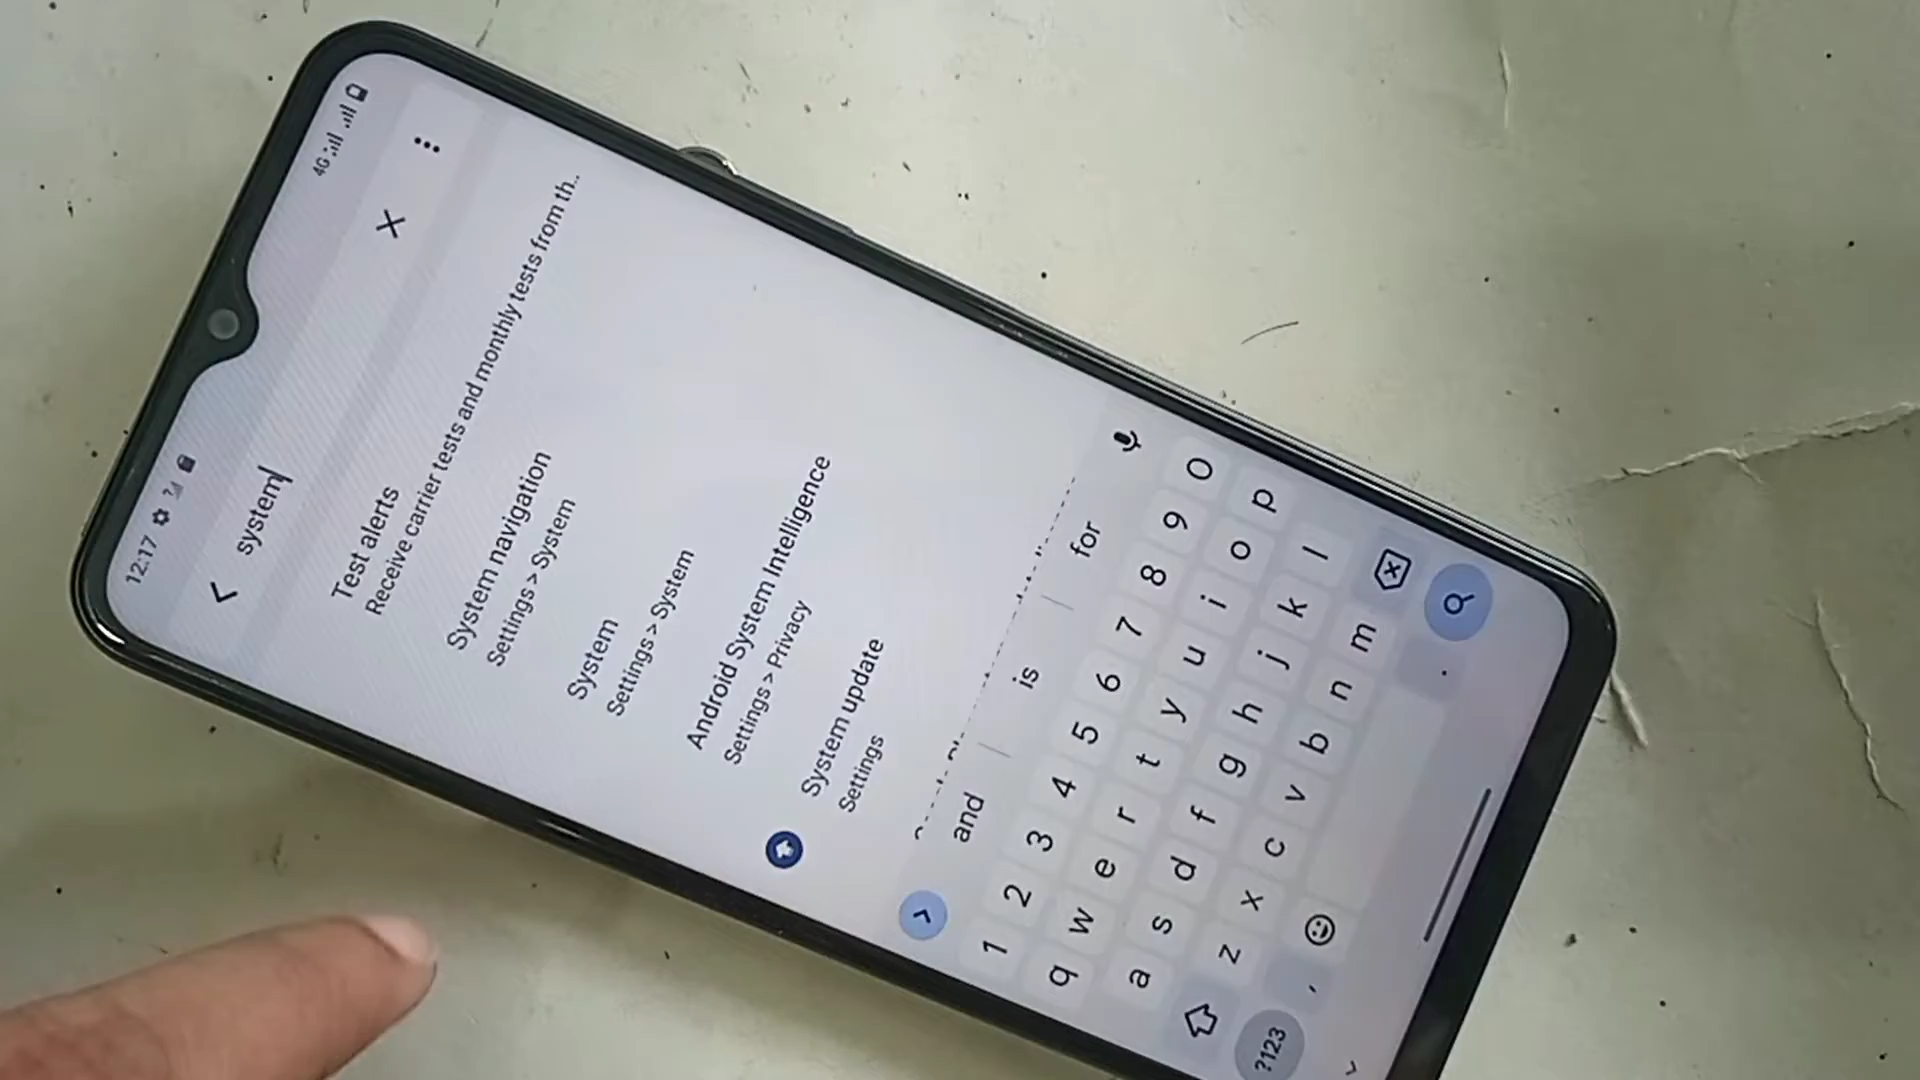 12:17
4G
system
Test alerts
Receive carrier tests and monthly tests from th..
System navigation
Settings > System
System
Settings > System
Android System Intelligence
Settings > Privacy
System update
Settings
and is for
1 2 3 4 5 6 7 8 9 0
q w e r t y u i o p
a s d f g h j k l
z x c v b n m
?123 , .